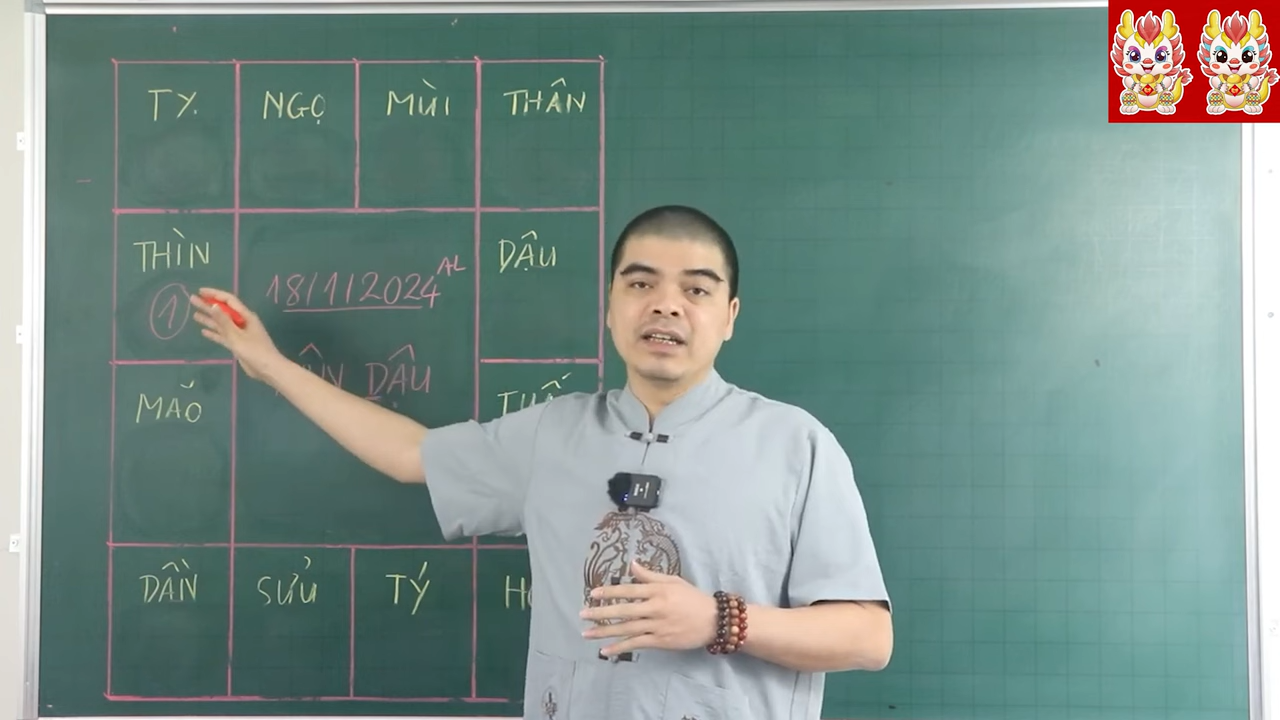 TỴ NGỌ MÙI THÂN
THÌN DẬU
1 18/1/2024 AL
DẬU
MÃO
DẦN SỬU TÝ